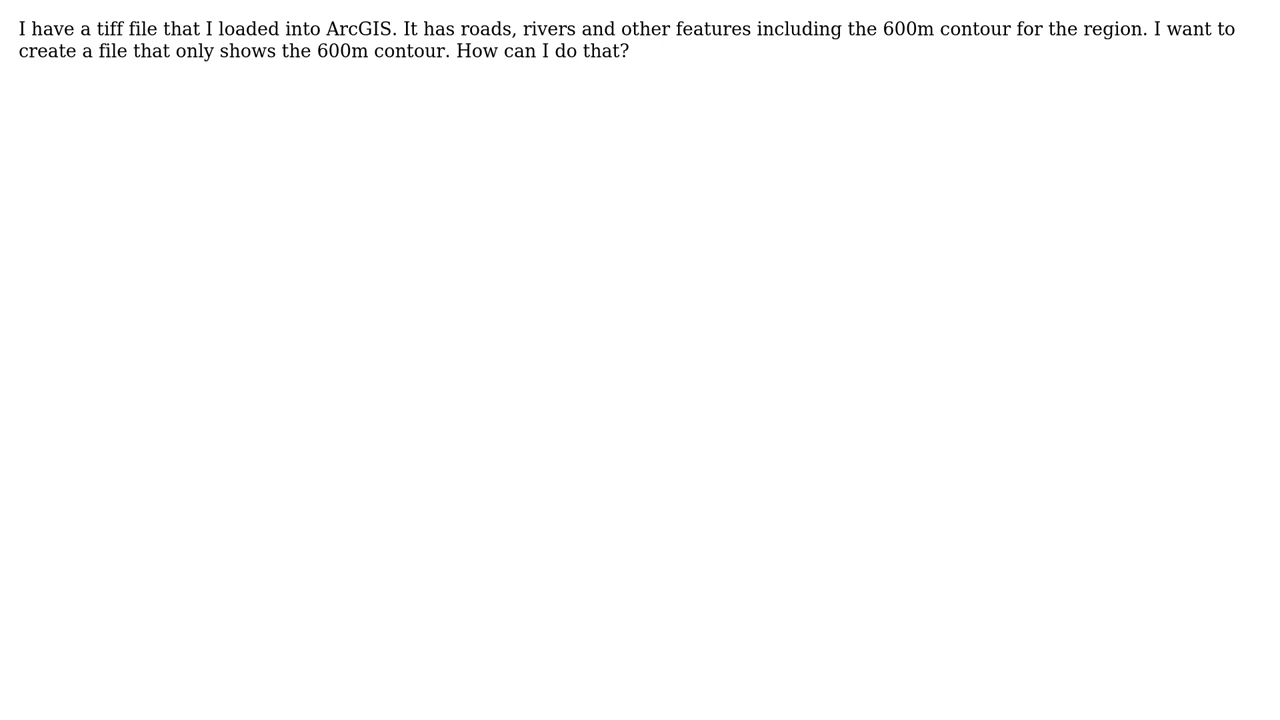 I have a tiff file that I loaded into ArcGIS. It has roads, rivers and other features including the 600m contour for the region. I want to
create a file that only shows the 600m contour. How can I do that?